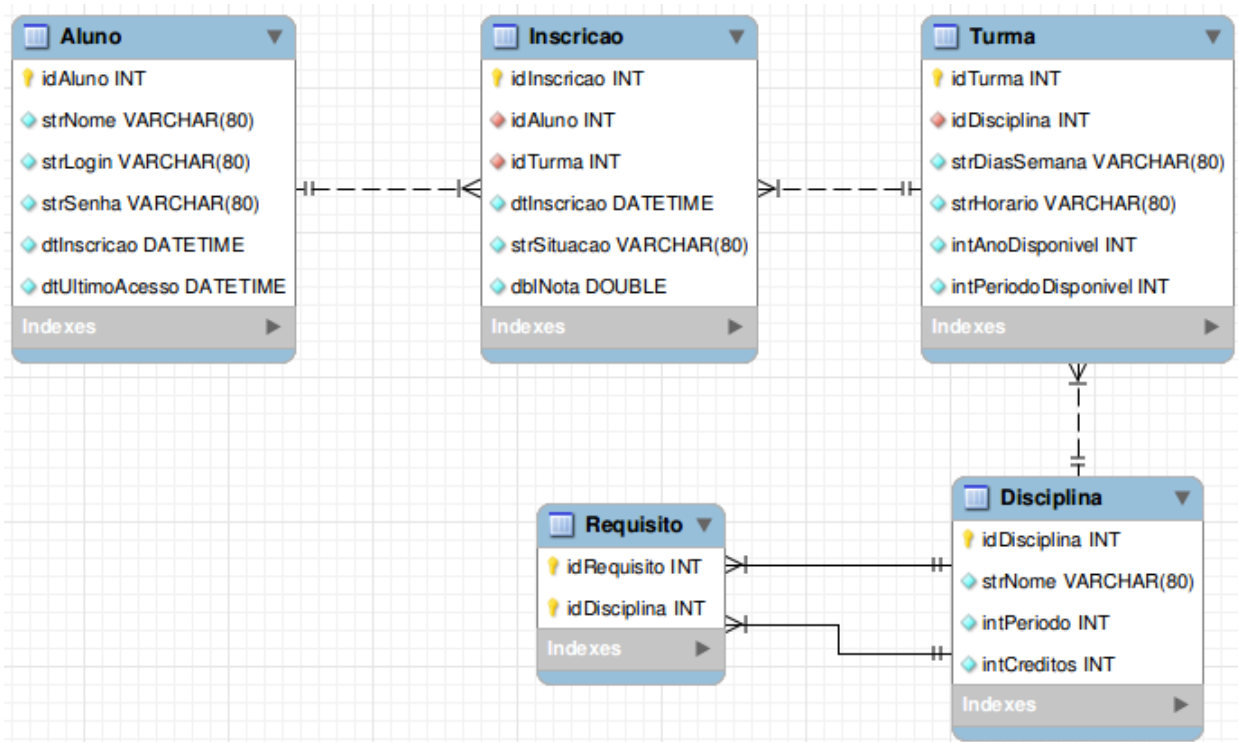 Aluno
idAluno INT
strNome VARCHAR(80)
strLogin VARCHAR(80)
strSenha VARCHAR(80)
dtInscricao DATETIME
dtUltimoAcesso DATETIME
Indexes
Inscricao
idInscricao INT
idAluno INT
idTurma INT
dtInscricao DATETIME
strSituacao VARCHAR(80)
dblNota DOUBLE
Indexes
Turma
idTurma INT
idDisciplina INT
strDiasSemana VARCHAR(80)
strHorario VARCHAR(80)
intAnoDisponivel INT
intPeriodoDisponivel INT
Indexes
Requisito
idRequisito INT
idDisciplina INT
Indexes
Disciplina
idDisciplina INT
strNome VARCHAR(80)
intPeriodo INT
intCreditos INT
Indexes